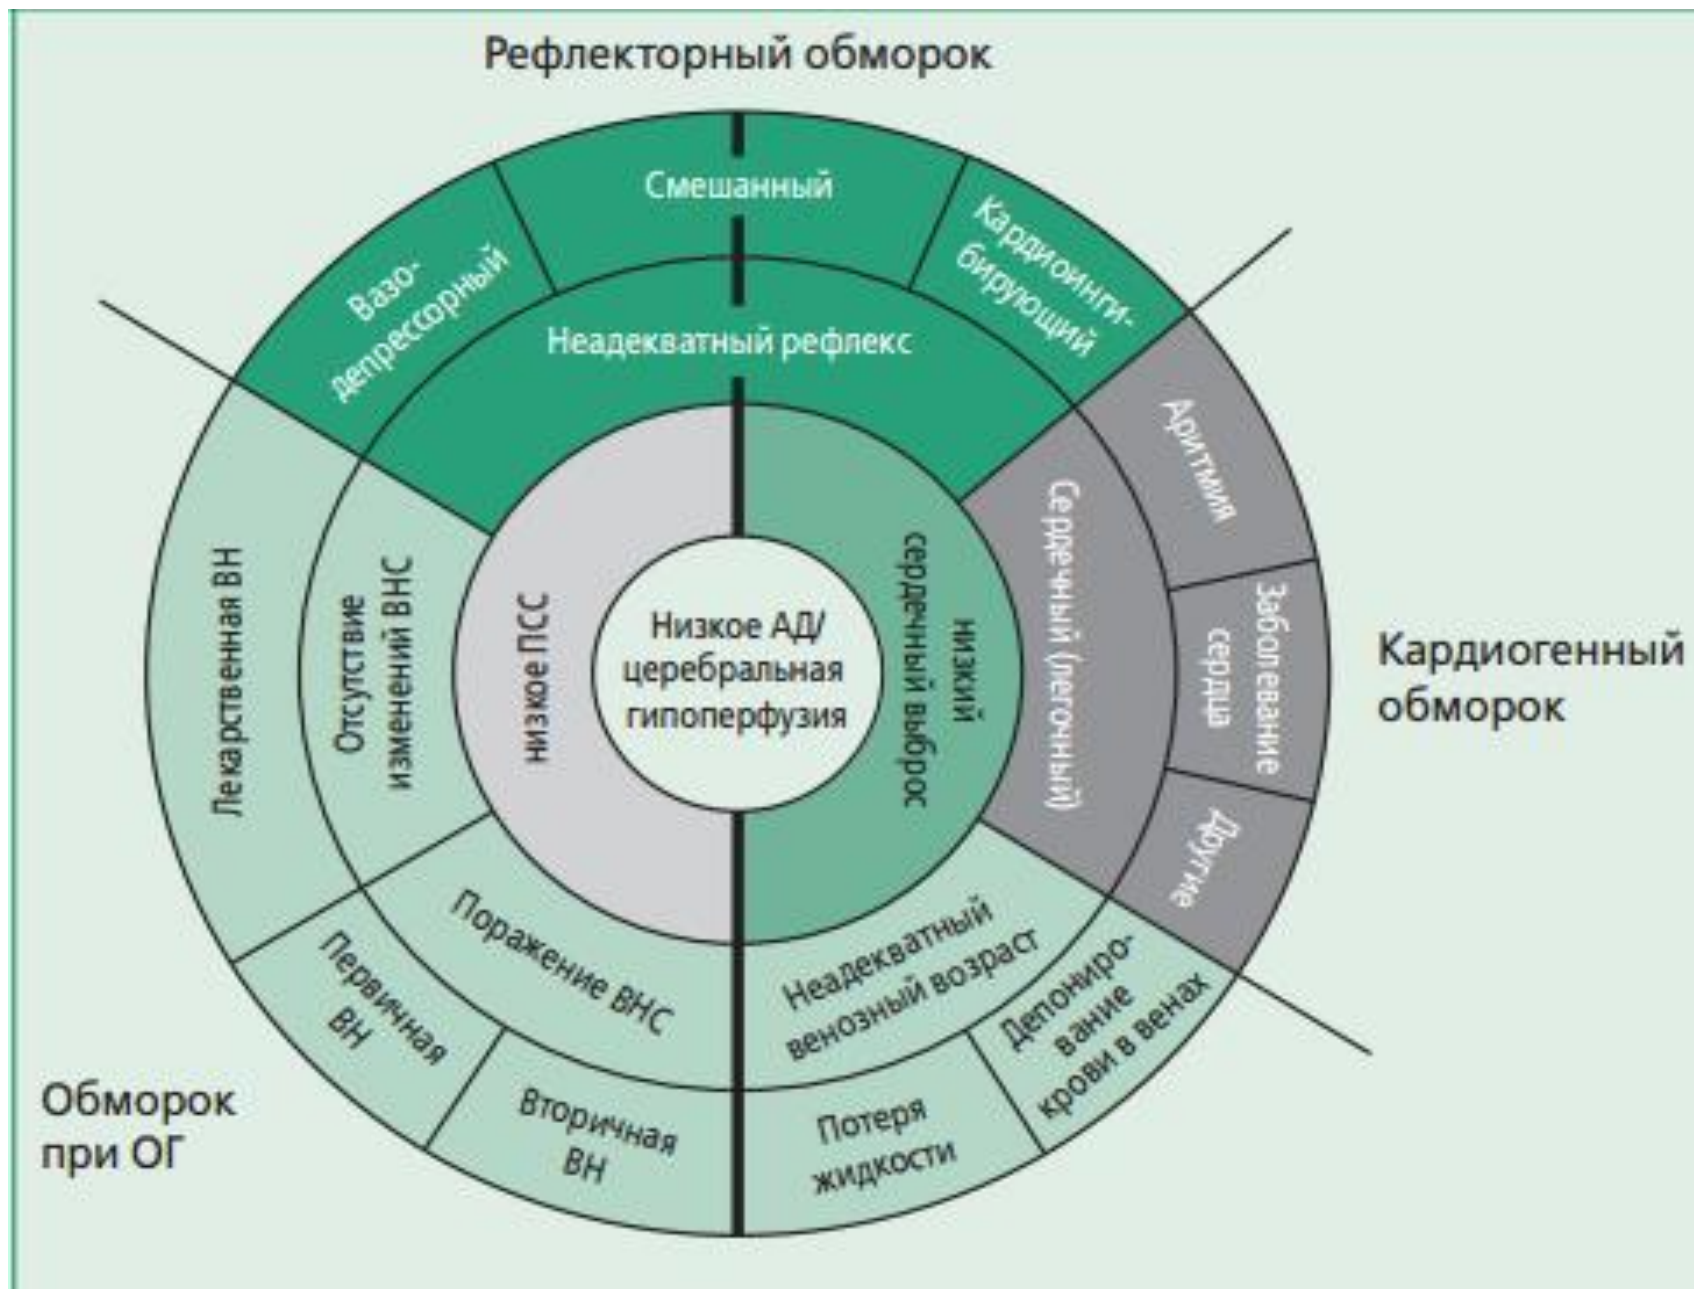 Рефлекторный обморок
Смешанный
Вазо-
депрессорный
Кардиоинги-
бирующий
Неадекватный рефлекс
Аритмия
Заболевание
сердца
Другие
Сердечный (легочный)
Кардиогенный
обморок
Лекарственная ВН
Отсутствие
изменений ВНС
низкое ПСС
Низкое АД/
церебральная
гипоперфузия
низкий
сердечный выброс
Поражение ВНС
Неадекватный
венозный возраст
Первичная
ВН
Вторичная
ВН
Потеря
жидкости
Депониро-
вание
крови в венах
Обморок
при ОГ